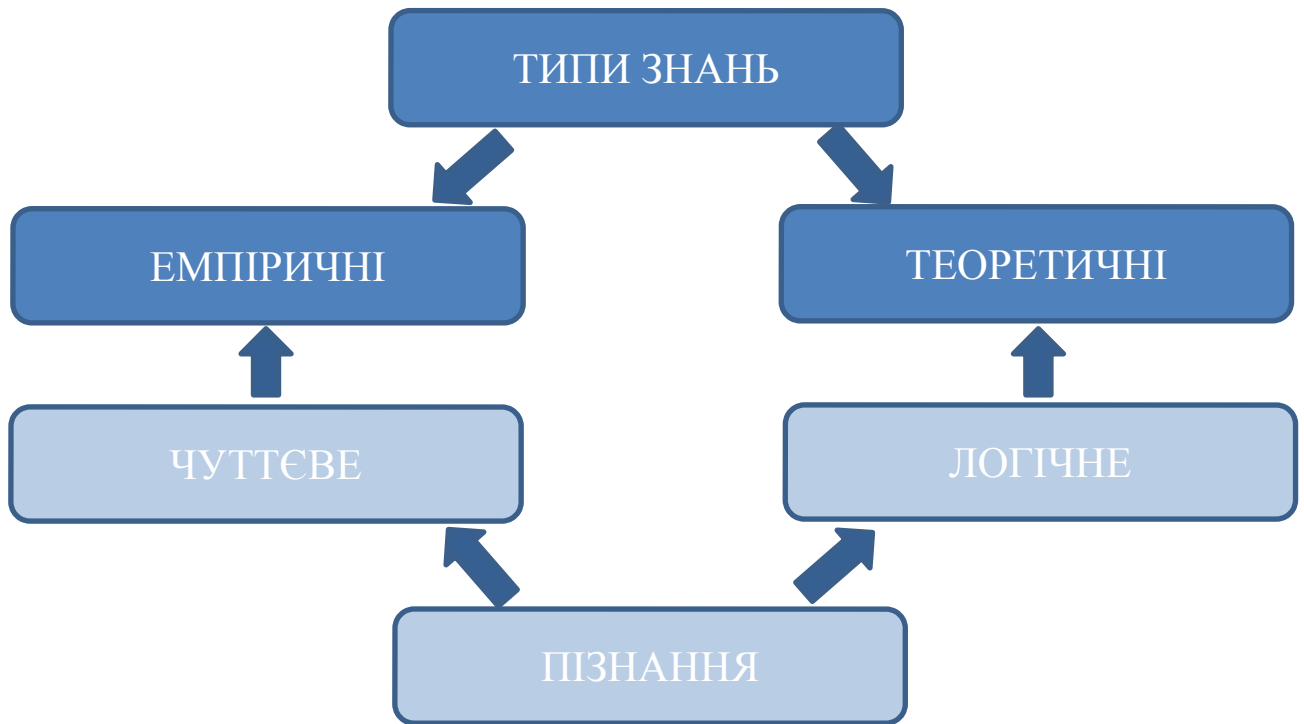 ТИПИ ЗНАНЬ
ЕМПІРИЧНІ
ТЕОРЕТИЧНІ
ЧУТТЄВЕ
ЛОГІЧНЕ
ПІЗНАННЯ